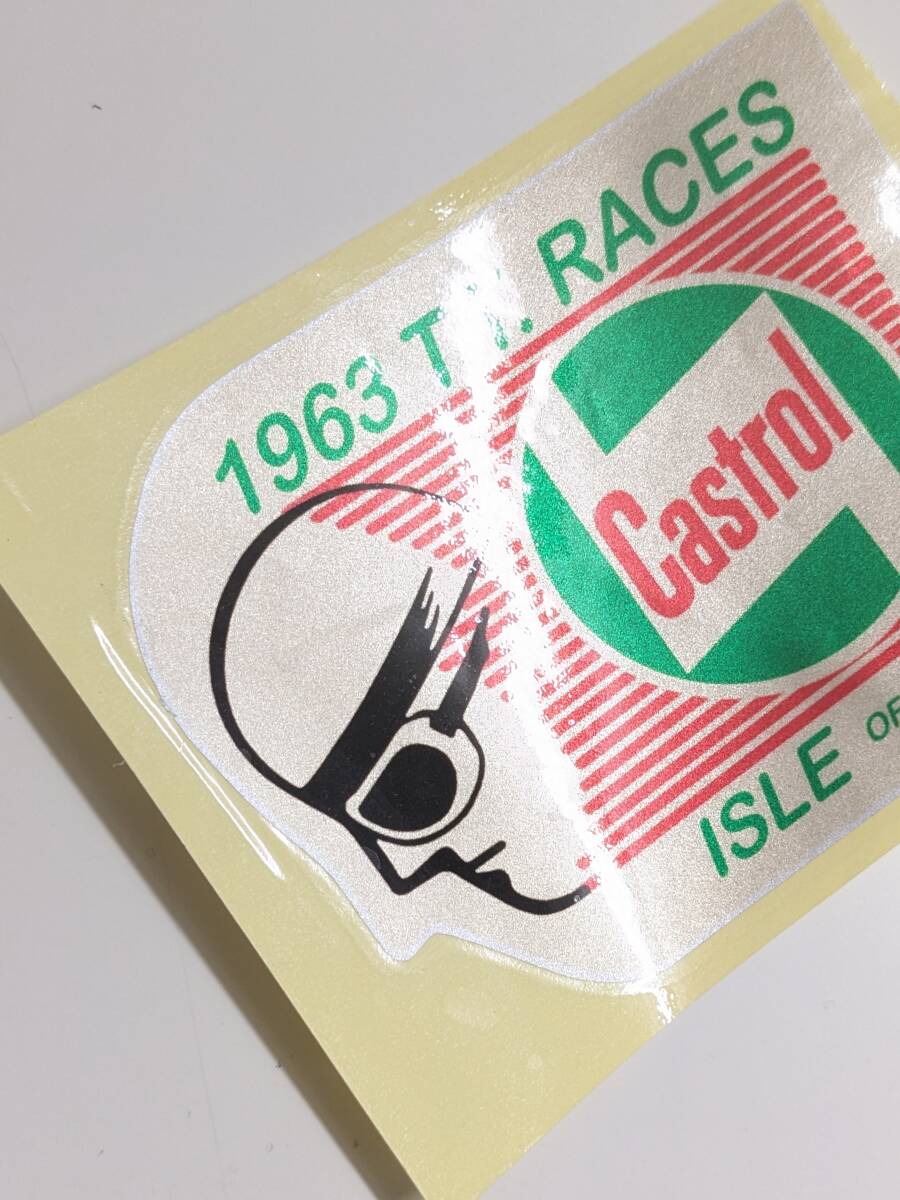 1963 T.T. RACES
Castrol
ISLE OF